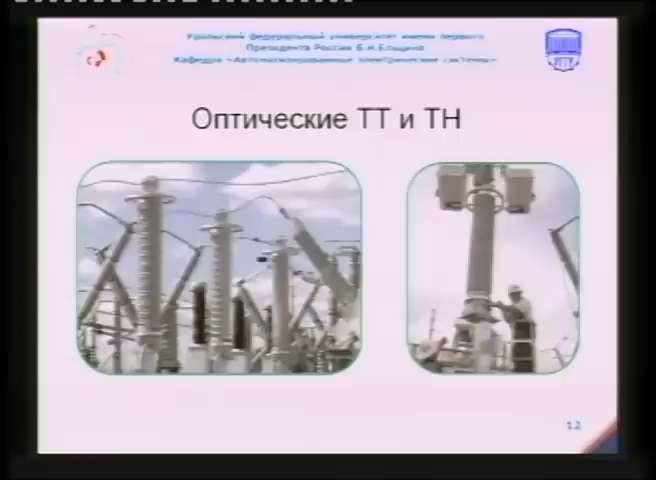 Уральский федеральный университет имени первого
Президента России Б.Н.Ельцина
Кафедра «Автоматизированные электрические системы»
Оптические ТТ и ТН
12